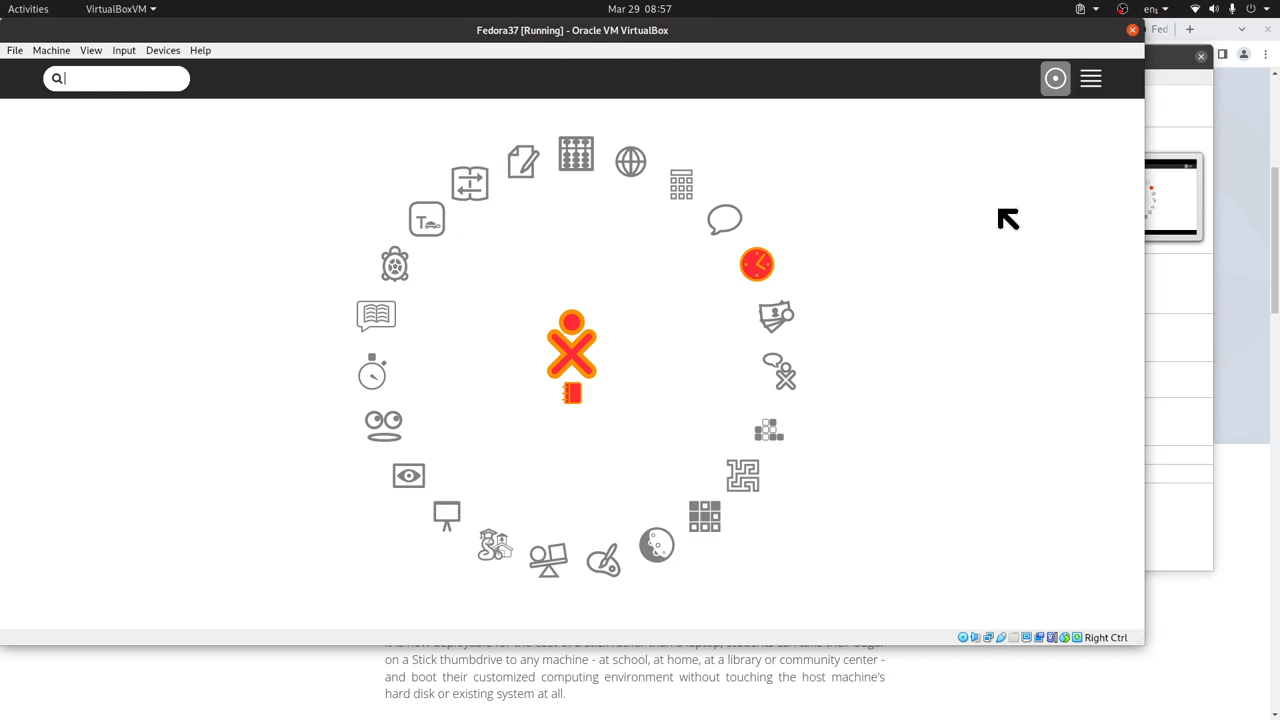 Activities VirtualBoxVM Mar 29 08:57 en
Fedora37 [Running] - Oracle VM VirtualBox
Fed
File Machine View Input Devices Help
T
Right Ctrl
on a Stick thumbdrive to any machine - at school, at home, at a library or community center -
and boot their customized computing environment without touching the host machine's
hard disk or existing system at all.